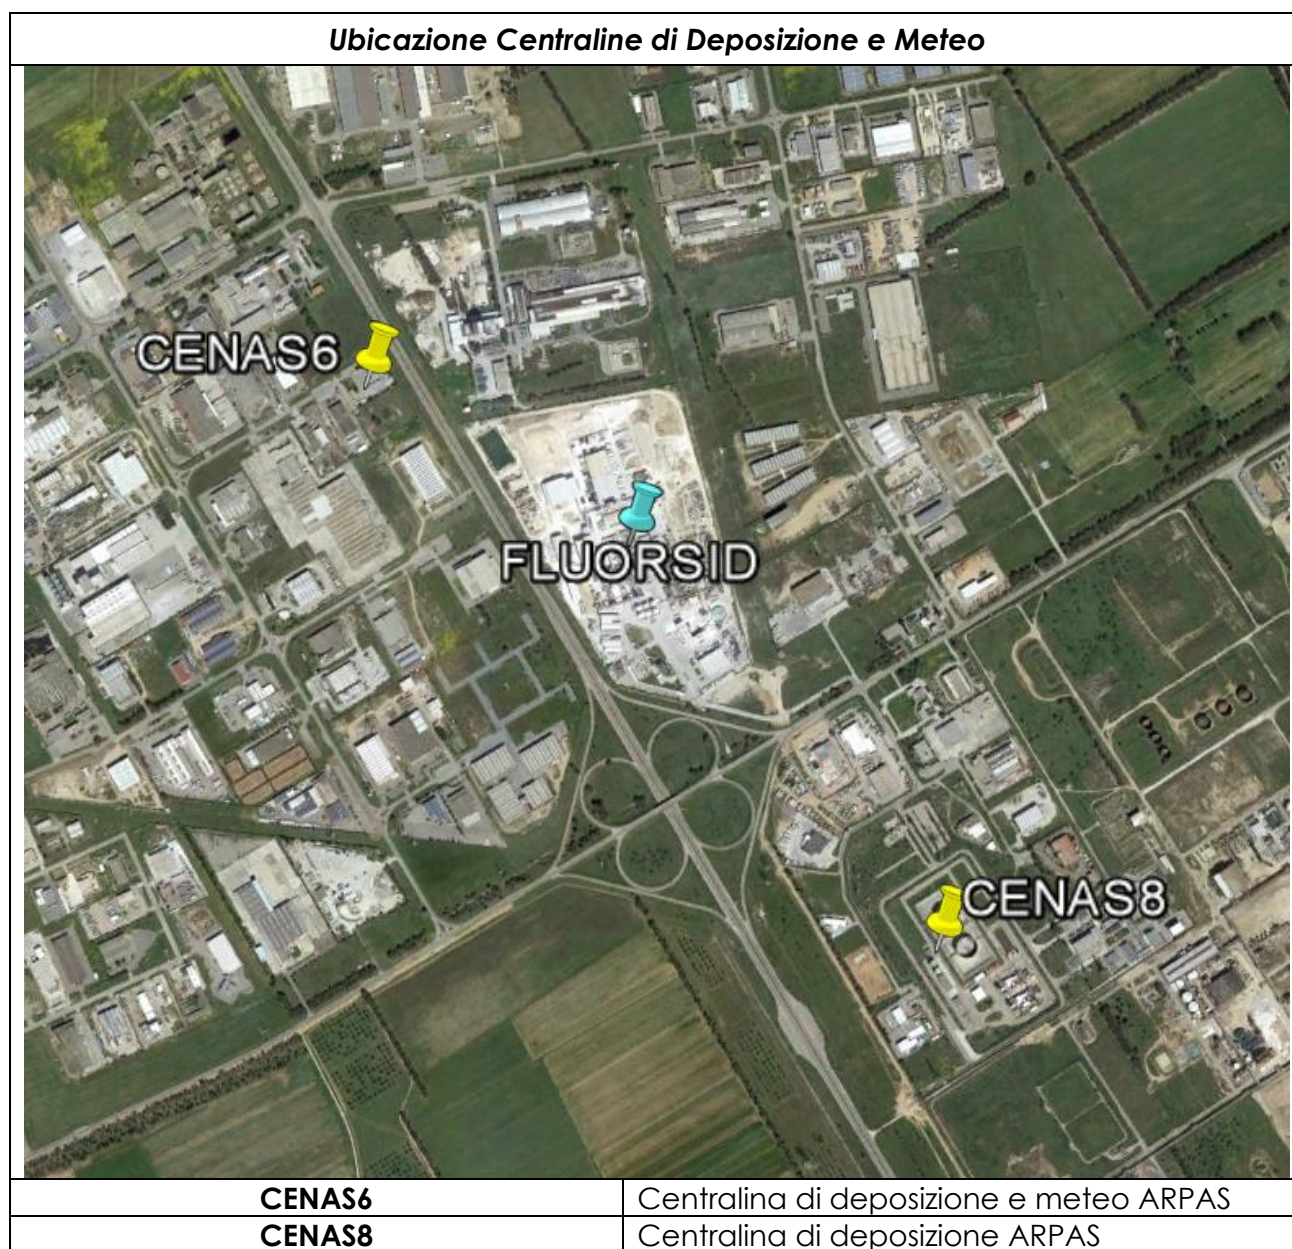 Ubicazione Centraline di Deposizione e Meteo
CENAS6
FLUORSID
CENAS8
CENAS6 Centralina di deposizione e meteo ARPAS
CENAS8 Centralina di deposizione ARPAS